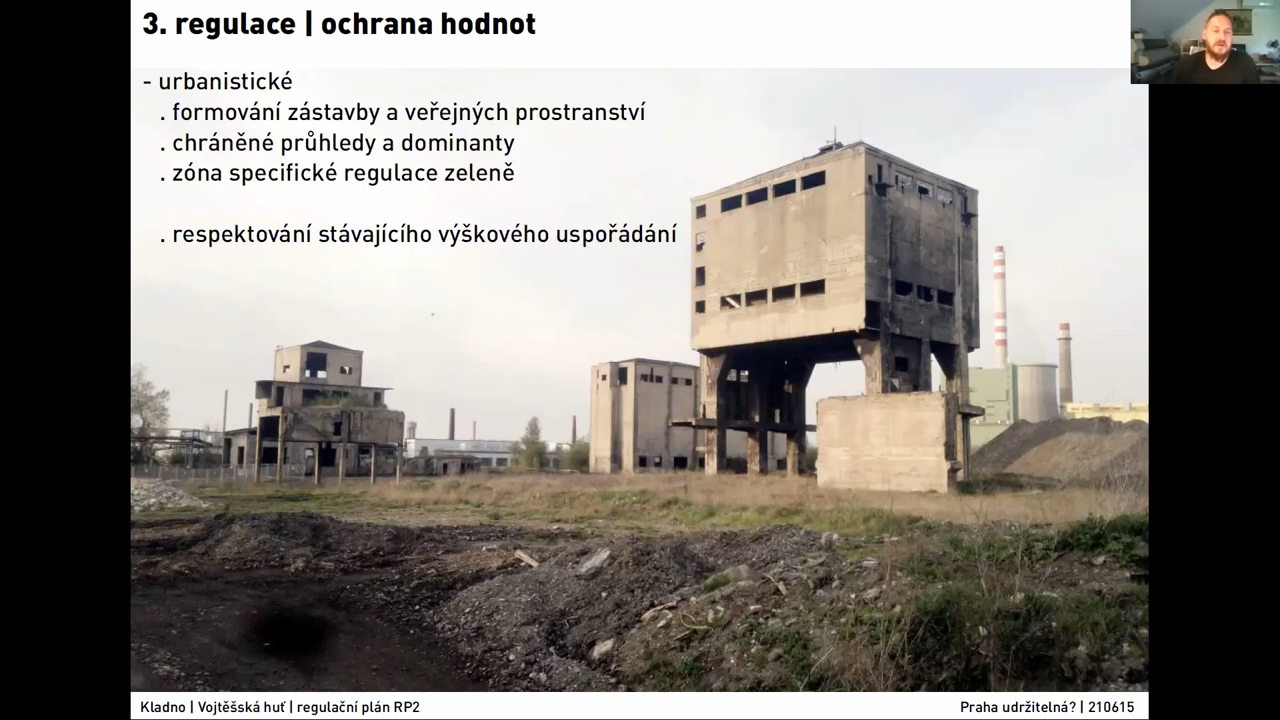 3. regulace | ochrana hodnot
- urbanistické
. formování zástavby a veřejných prostranství
. chráněné průhledy a dominanty
. zóna specifické regulace zeleně
. respektování stávajícího výškového uspořádání
Kladno | Vojtěšská huť | regulační plán RP2
Praha udržitelná? | 210615